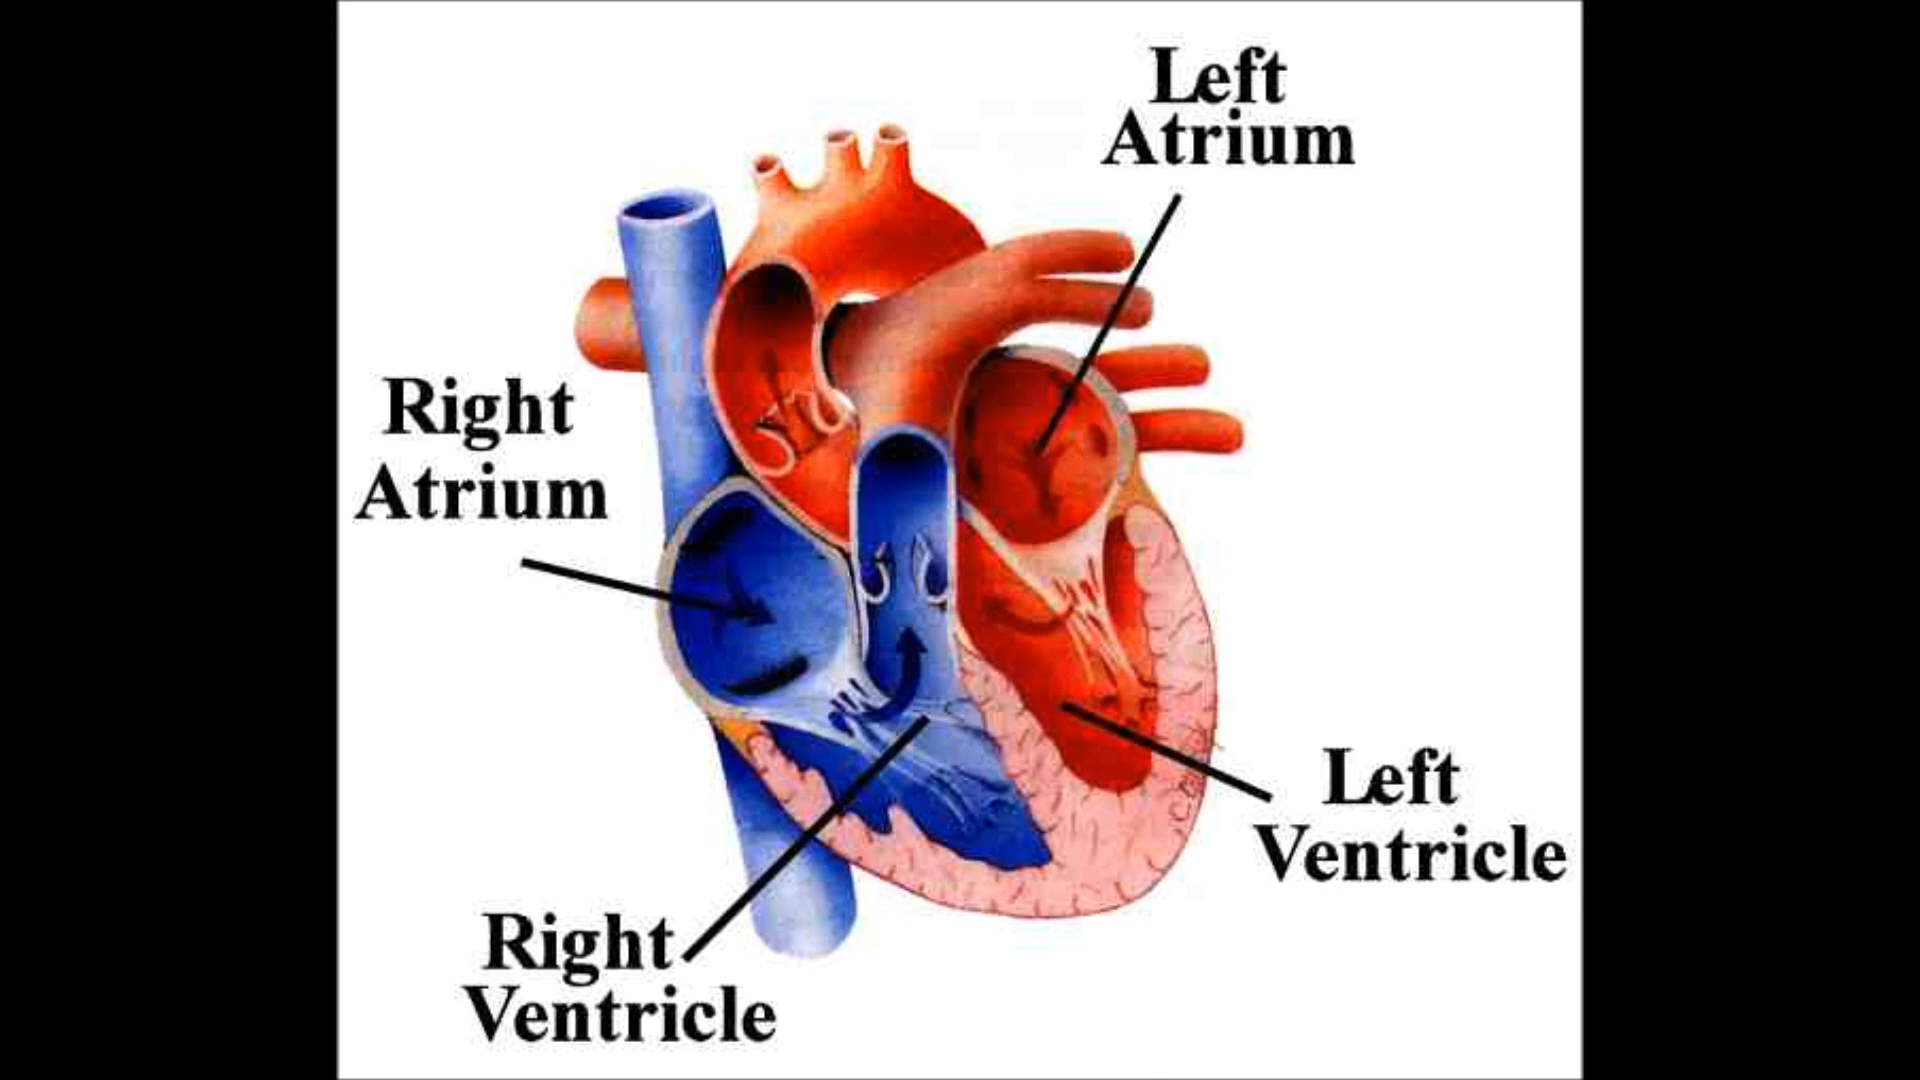 Left
Atrium
Right
Atrium
Left
Ventricle
Right
Ventricle